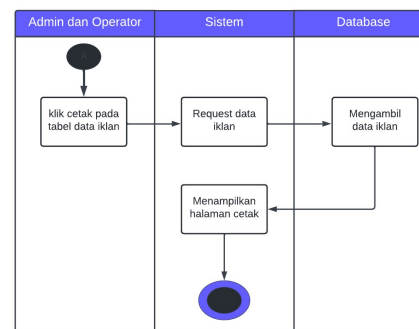 Admin dan Operator
Sistem
Database
klik cetak pada
tabel data iklan
Request data
iklan
Mengambil
data iklan
Menampilkan
halaman cetak